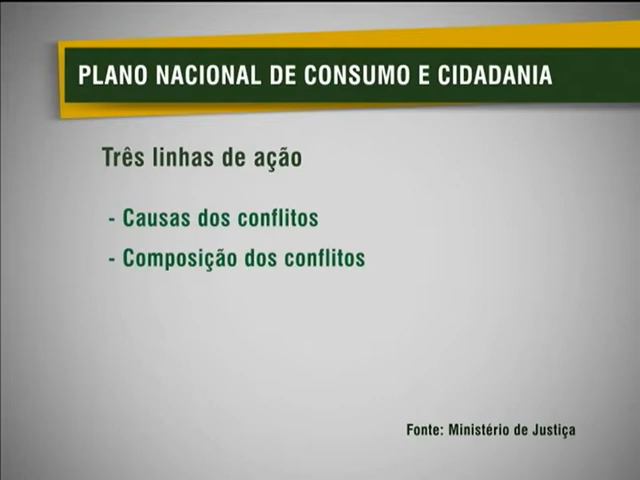 PLANO NACIONAL DE CONSUMO E CIDADANIA
Três linhas de ação
- Causas dos conflitos
- Composição dos conflitos
Fonte: Ministério de Justiça